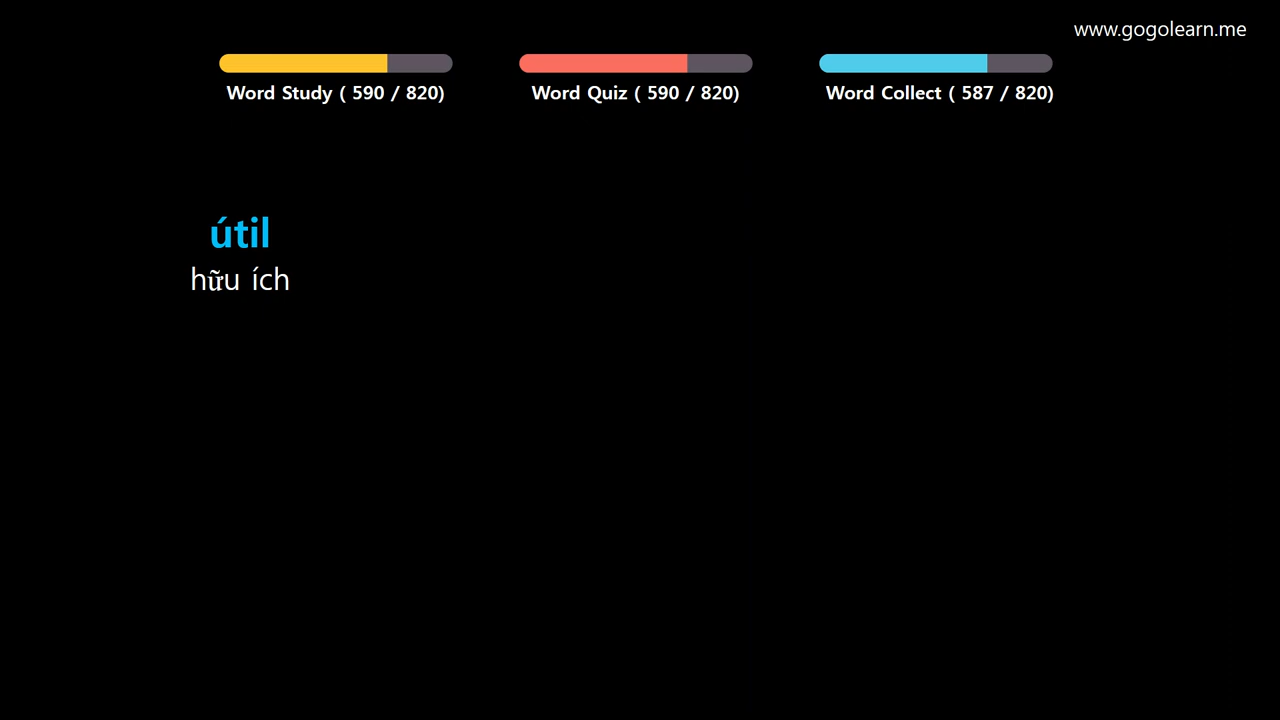 www.gogolearn.me
Word Study ( 590 / 820)
Word Quiz ( 590 / 820)
Word Collect ( 587 / 820)
útil
hữu ích